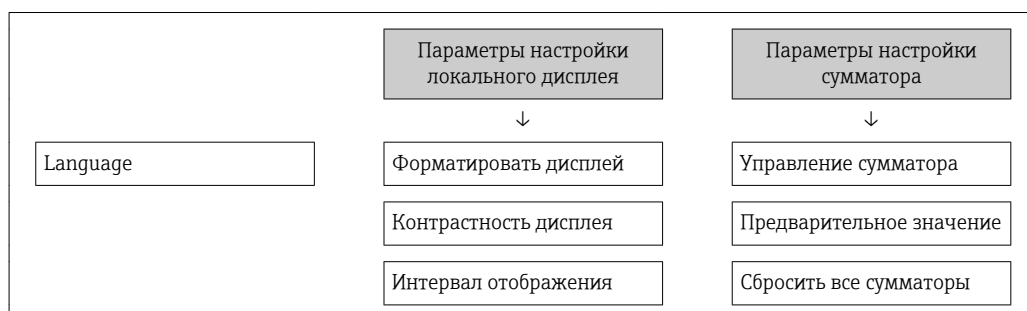 Параметры настройки
локального дисплея
Параметры настройки
сумматора
↓
↓
Language
Форматировать дисплей
Управление сумматора
Контрастность дисплея
Предварительное значение
Интервал отображения
Сбросить все сумматоры